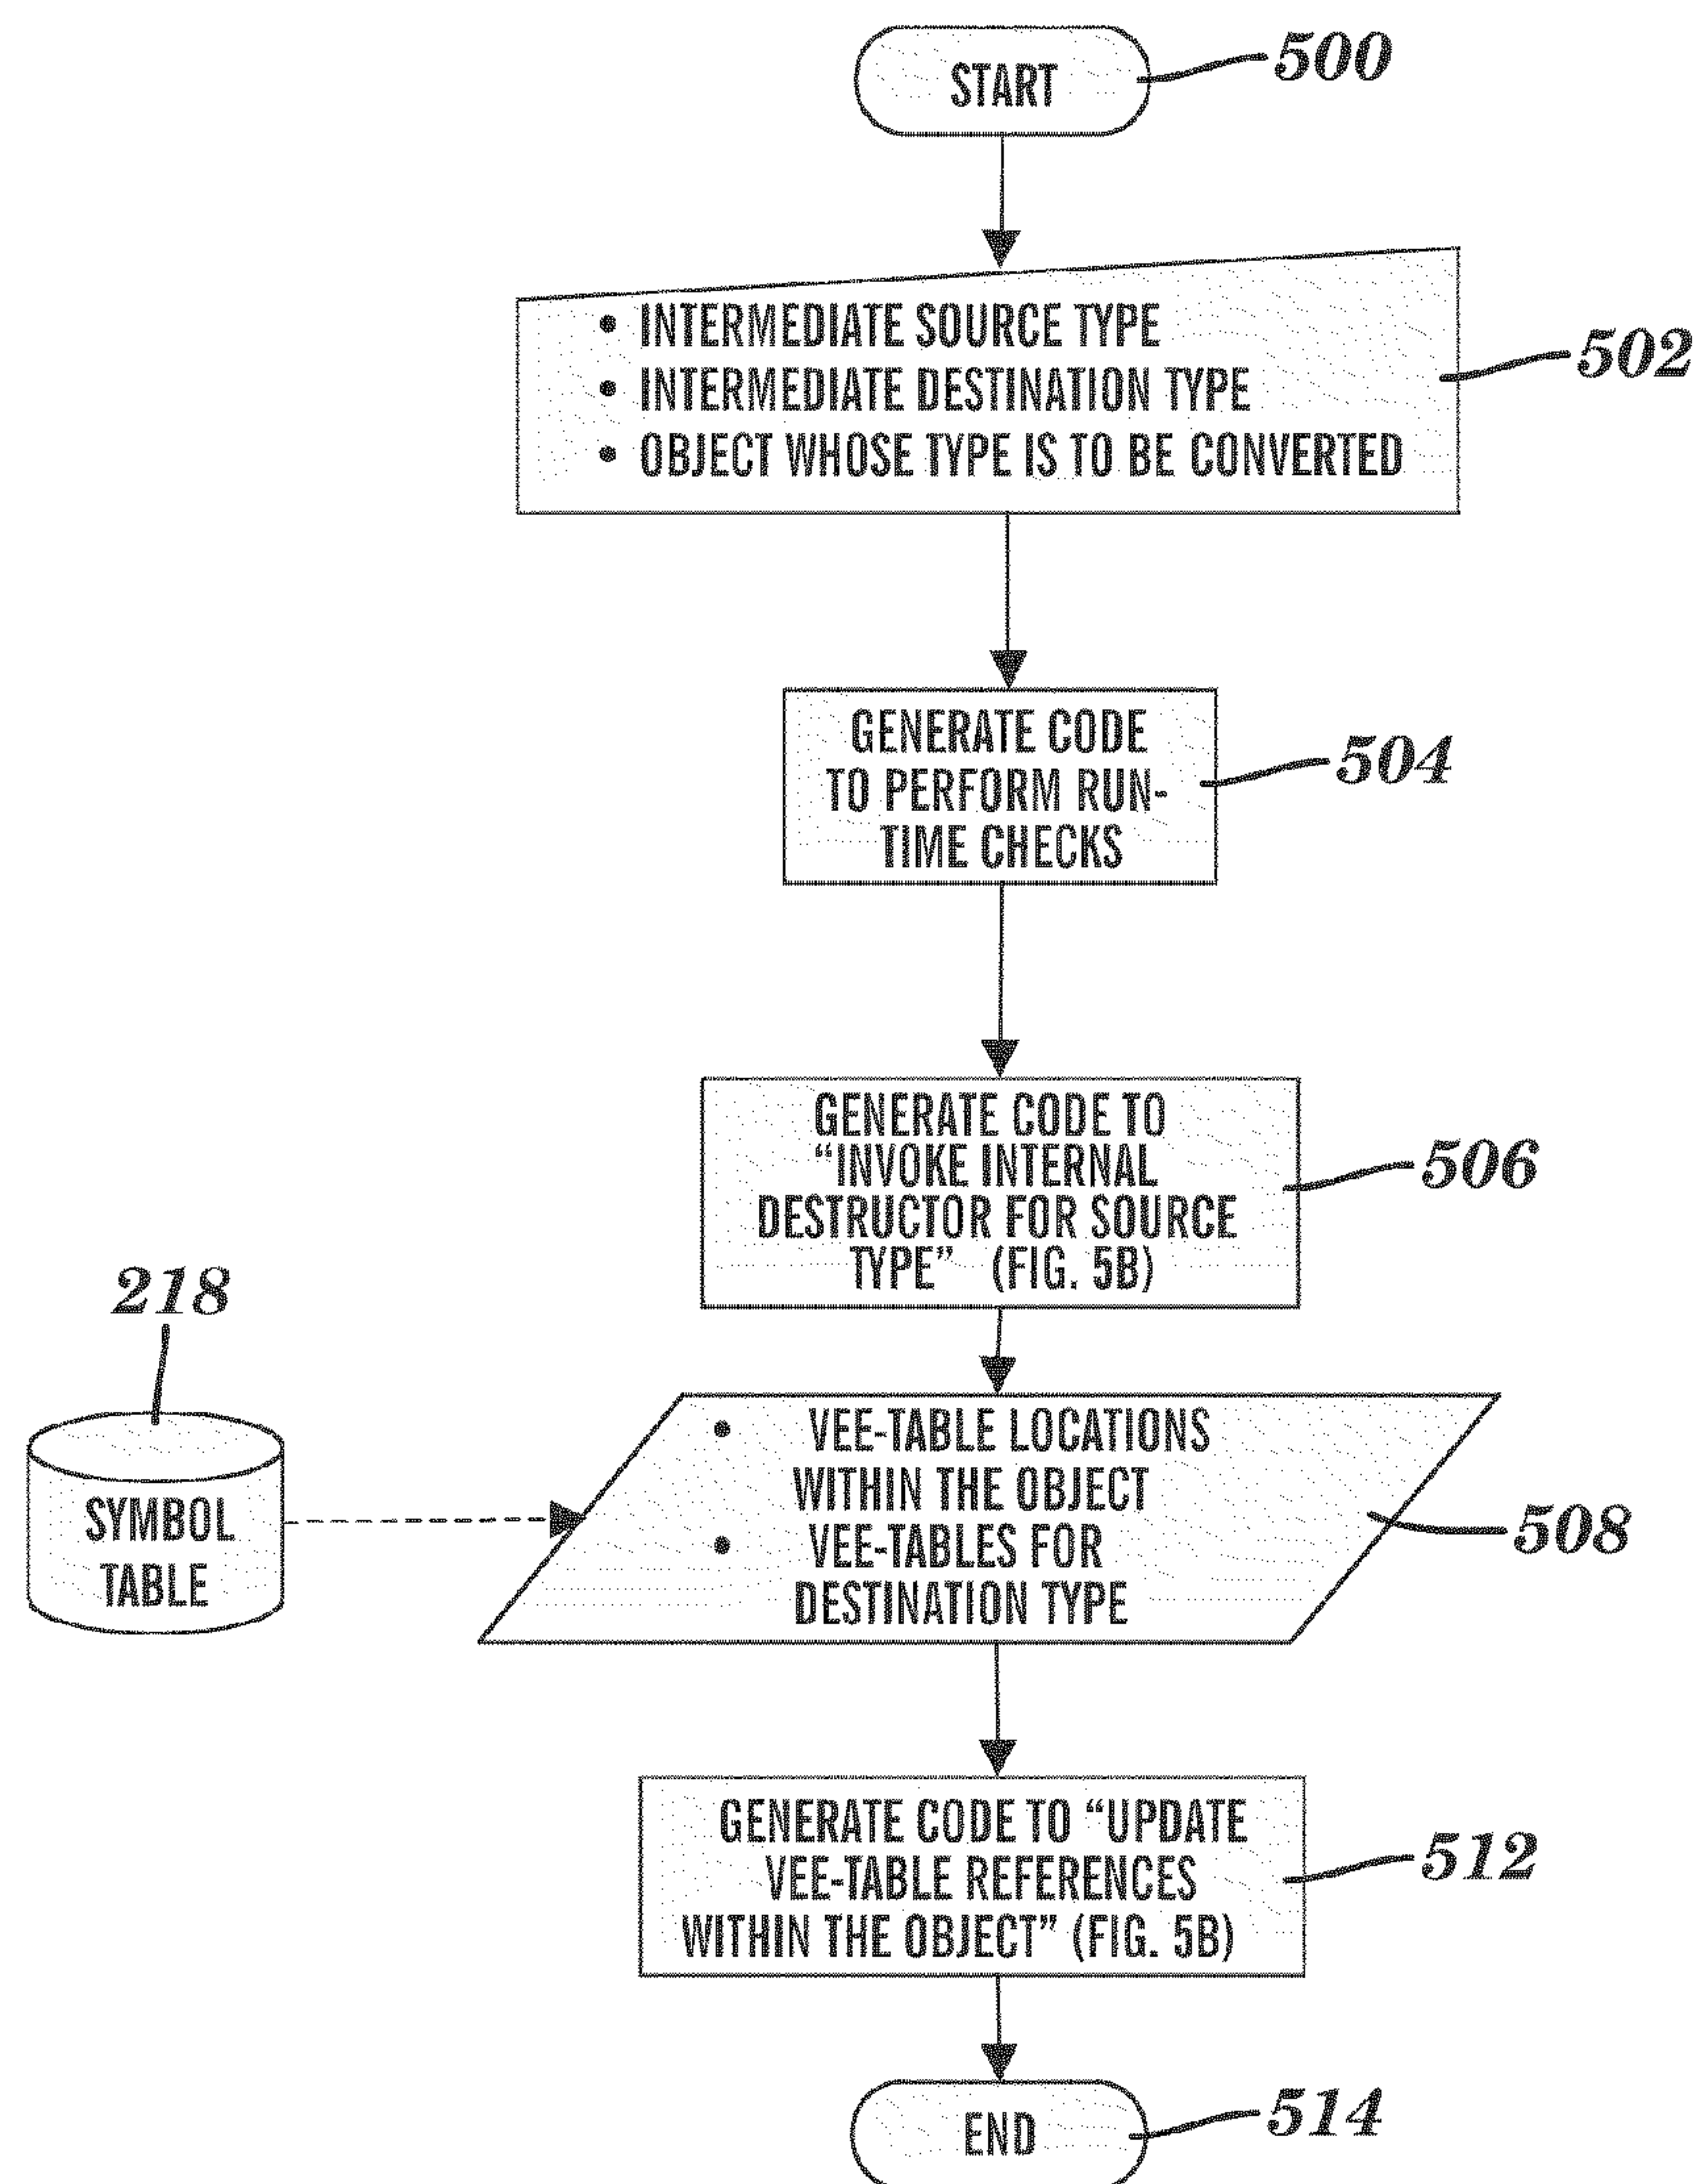 START
500
• INTERMEDIATE SOURCE TYPE
• INTERMEDIATE DESTINATION TYPE
• OBJECT WHOSE TYPE IS TO BE CONVERTED
502
GENERATE CODE
TO PERFORM RUN-
TIME CHECKS
504
GENERATE CODE TO
“INVOKE INTERNAL
DESTRUCTOR FOR SOURCE
TYPE” (FIG. 5B)
506
218
SYMBOL
TABLE
• VEE-TABLE LOCATIONS
WITHIN THE OBJECT
• VEE-TABLES FOR
DESTINATION TYPE
508
GENERATE CODE TO “UPDATE
VEE-TABLE REFERENCES
WITHIN THE OBJECT” (FIG. 5B)
512
END
514